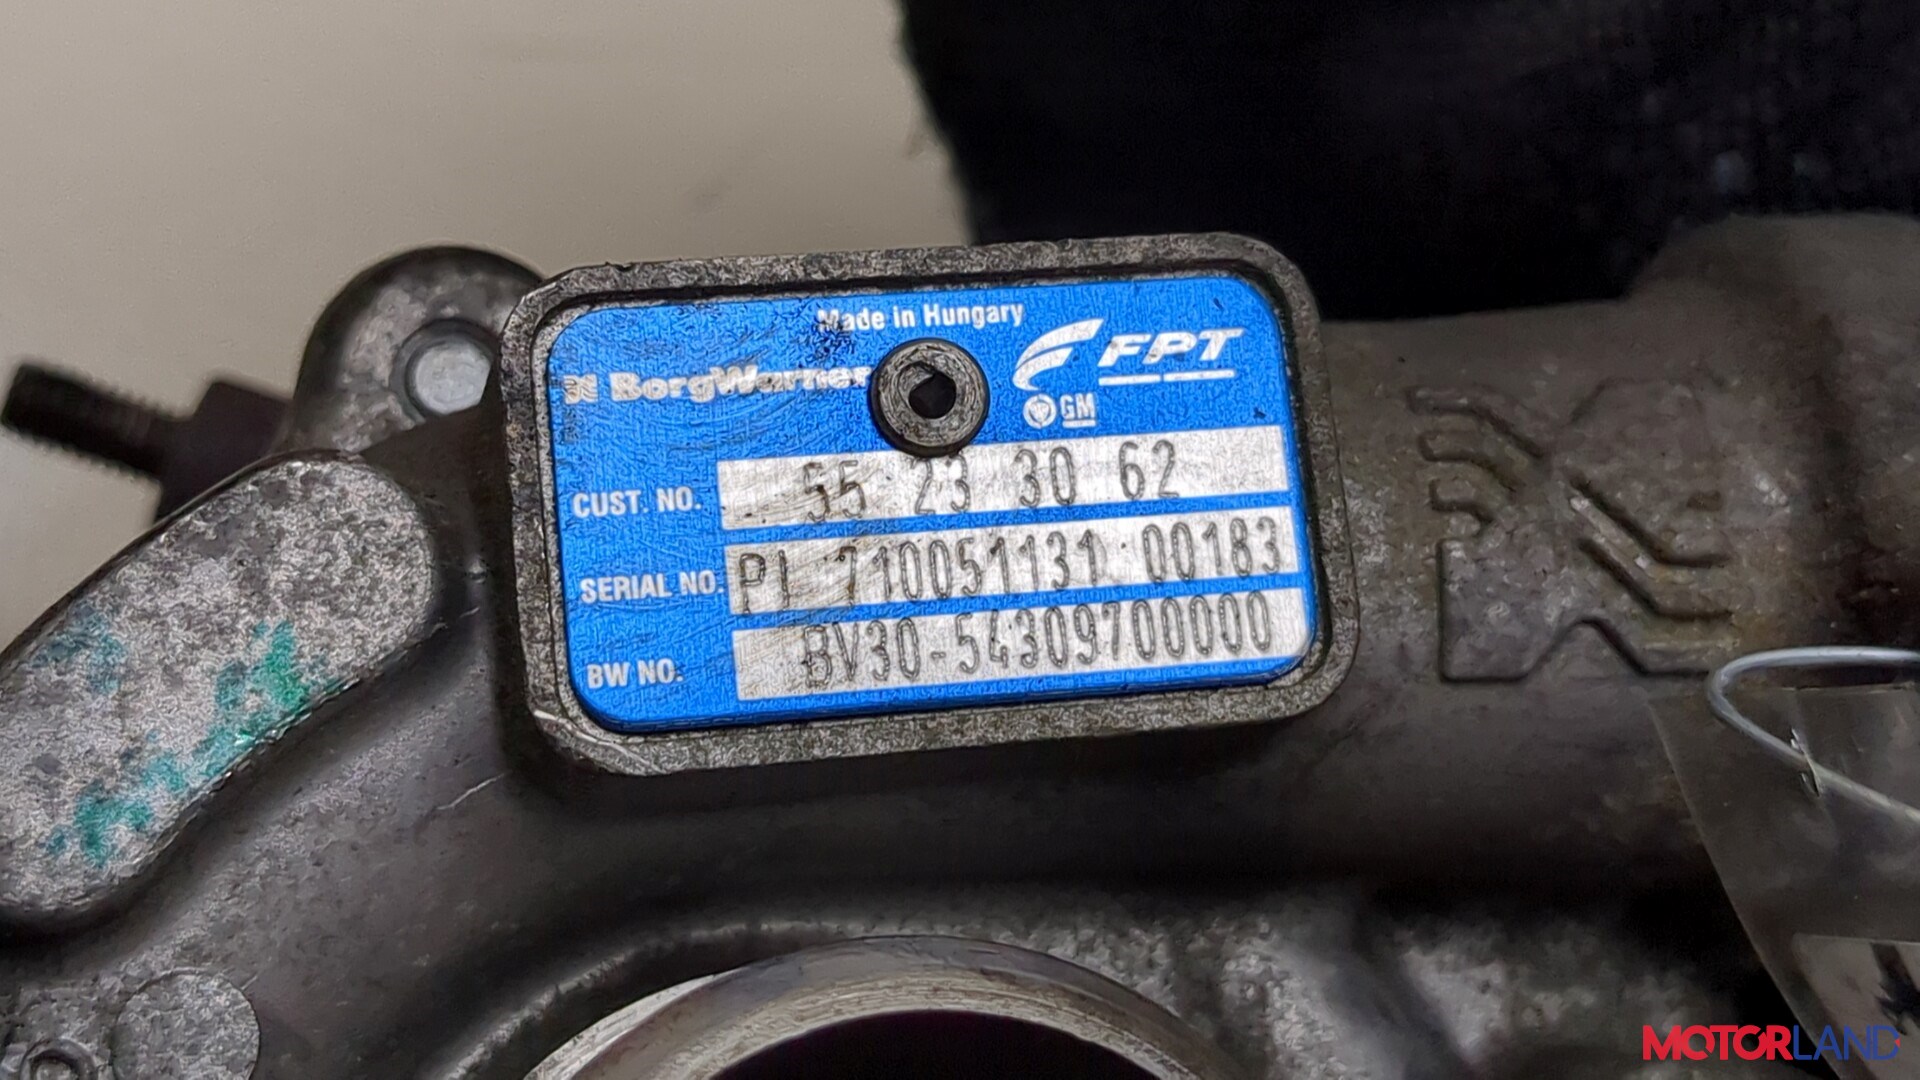 Made in Hungary
BorgWarner
FPT
GM
CUST. NO. 55 23 30 62
SERIAL NO. PI 710051131 00183
BW NO. BV30-54309700000
MOTORLAND